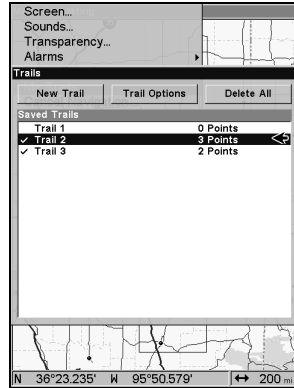 Screen...
Sounds...
Transparency...
Alarms
Trails
New Trail Trail Options Delete All
Saved Trails
Trail 1 0 Points
Trail 2 3 Points
Trail 3 2 Points
N 36°23.235' W 95°50.579' 200 mi